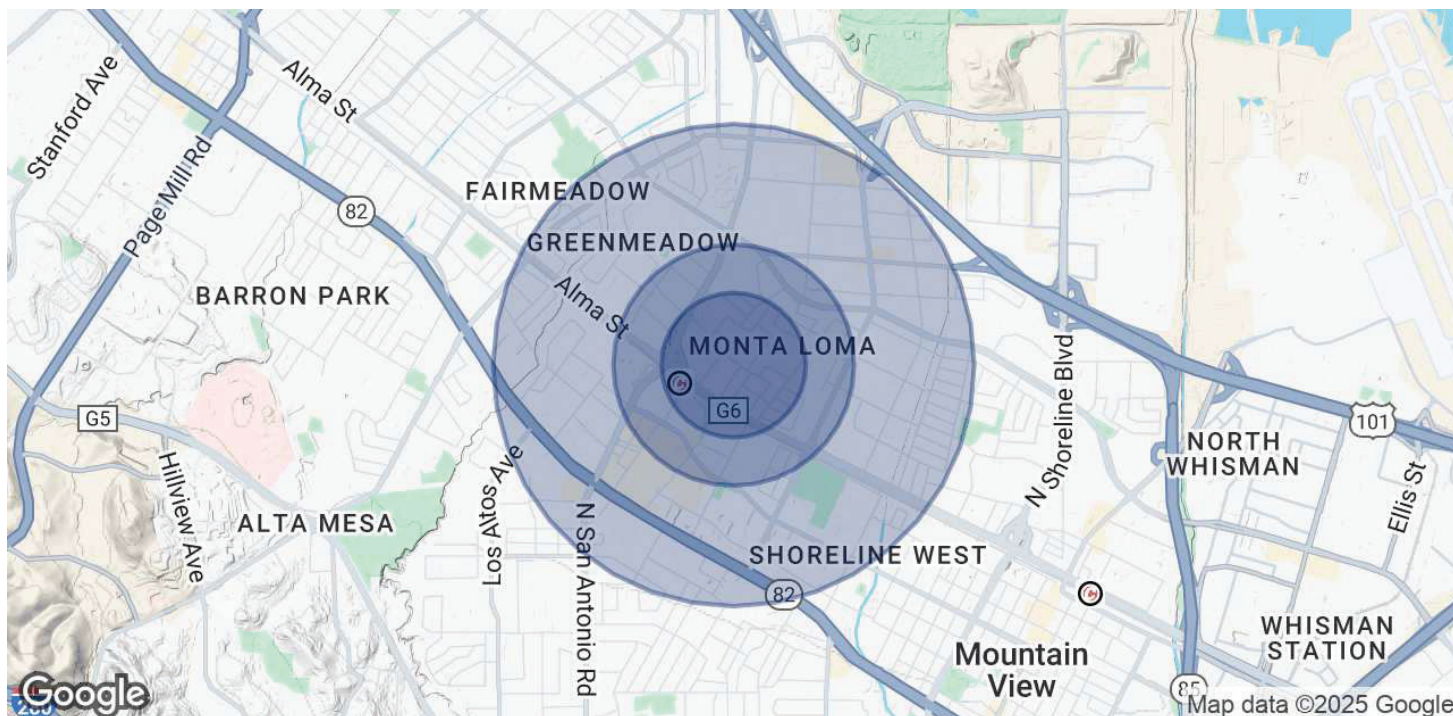 Stanford Ave
Alma St
Page Mill Rd
82
FAIRMEADOW
GREENMEADOW
BARRON PARK
Alma St
MONTA LOMA
G6
G5
Hillview Ave
ALTA MESA
Los Altos Ave
N San Antonio Rd
N Shoreline Blvd
101
NORTH
WHISMAN
Ellis St
SHORELINE WEST
82
WHISMAN
STATION
Mountain
View
85
Google
Map data ©2025 Google